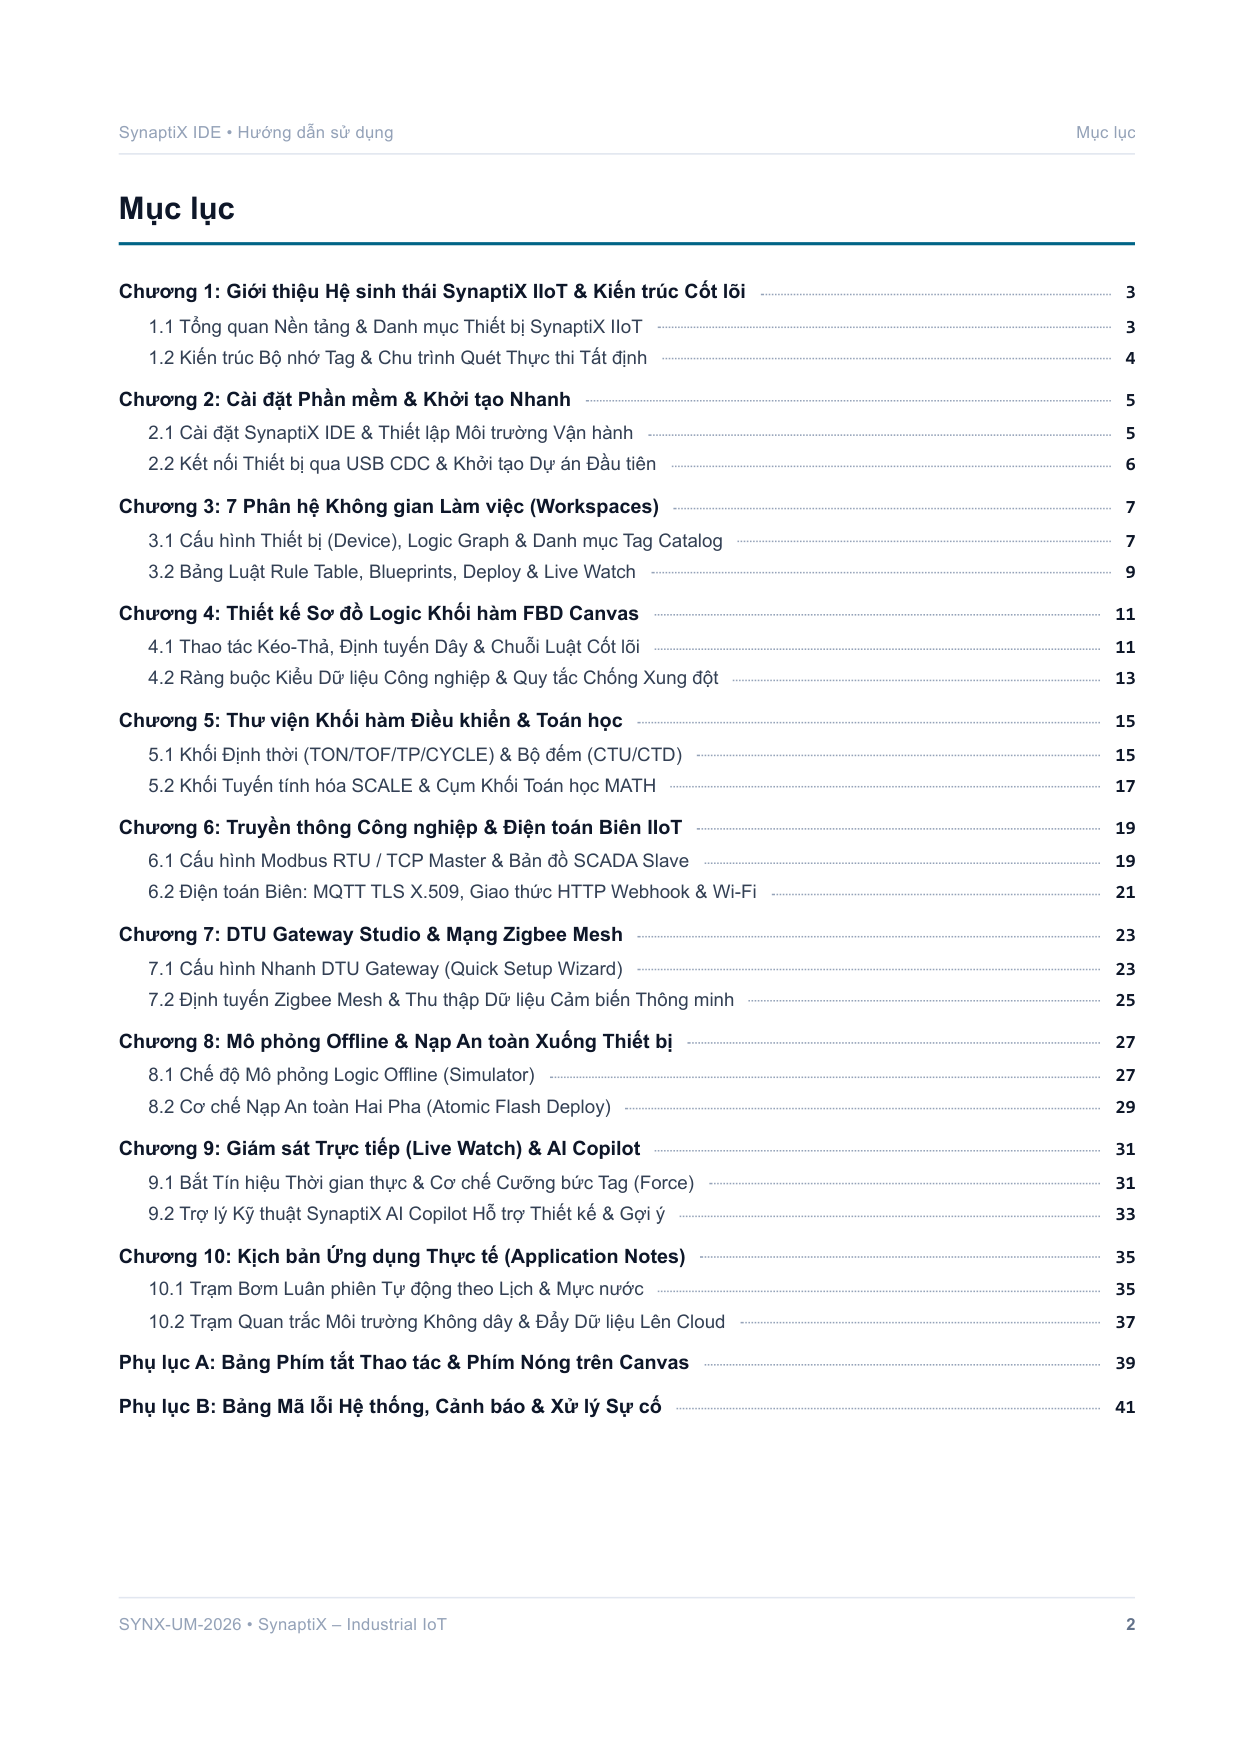 SynaptiX IDE • Hướng dẫn sử dụng Mục lục
Mục lục
Chương 1: Giới thiệu Hệ sinh thái SynaptiX IIoT & Kiến trúc Cốt lõi 3
1.1 Tổng quan Nền tảng & Danh mục Thiết bị SynaptiX IIoT 3
1.2 Kiến trúc Bộ nhớ Tag & Chu trình Quét Thực thi Tất định 4
Chương 2: Cài đặt Phần mềm & Khởi tạo Nhanh 5
2.1 Cài đặt SynaptiX IDE & Thiết lập Môi trường Vận hành 5
2.2 Kết nối Thiết bị qua USB CDC & Khởi tạo Dự án Đầu tiên 6
Chương 3: 7 Phân hệ Không gian Làm việc (Workspaces) 7
3.1 Cấu hình Thiết bị (Device), Logic Graph & Danh mục Tag Catalog 7
3.2 Bảng Luật Rule Table, Blueprints, Deploy & Live Watch 9
Chương 4: Thiết kế Sơ đồ Logic Khối hàm FBD Canvas 11
4.1 Thao tác Kéo-Thả, Định tuyến Dây & Chuỗi Luật Cốt lõi 11
4.2 Ràng buộc Kiểu Dữ liệu Công nghiệp & Quy tắc Chống Xung đột 13
Chương 5: Thư viện Khối hàm Điều khiển & Toán học 15
5.1 Khối Định thời (TON/TOF/TP/CYCLE) & Bộ đếm (CTU/CTD) 15
5.2 Khối Tuyến tính hóa SCALE & Cụm Khối Toán học MATH 17
Chương 6: Truyền thông Công nghiệp & Điện toán Biên IIoT 19
6.1 Cấu hình Modbus RTU / TCP Master & Bản đồ SCADA Slave 19
6.2 Điện toán Biên: MQTT TLS X.509, Giao thức HTTP Webhook & Wi-Fi 21
Chương 7: DTU Gateway Studio & Mạng Zigbee Mesh 23
7.1 Cấu hình Nhanh DTU Gateway (Quick Setup Wizard) 23
7.2 Định tuyến Zigbee Mesh & Thu thập Dữ liệu Cảm biến Thông minh 25
Chương 8: Mô phỏng Offline & Nạp An toàn Xuống Thiết bị 27
8.1 Chế độ Mô phỏng Logic Offline (Simulator) 27
8.2 Cơ chế Nạp An toàn Hai Pha (Atomic Flash Deploy) 29
Chương 9: Giám sát Trực tiếp (Live Watch) & AI Copilot 31
9.1 Bắt Tín hiệu Thời gian thực & Cơ chế Cưỡng bức Tag (Force) 31
9.2 Trợ lý Kỹ thuật SynaptiX AI Copilot Hỗ trợ Thiết kế & Gợi ý 33
Chương 10: Kịch bản Ứng dụng Thực tế (Application Notes) 35
10.1 Trạm Bơm Luân phiên Tự động theo Lịch & Mực nước 35
10.2 Trạm Quan trắc Môi trường Không dây & Đẩy Dữ liệu Lên Cloud 37
Phụ lục A: Bảng Phím tắt Thao tác & Phím Nóng trên Canvas 39
Phụ lục B: Bảng Mã lỗi Hệ thống, Cảnh báo & Xử lý Sự cố 41
SYNX-UM-2026 • SynaptiX – Industrial IoT 2